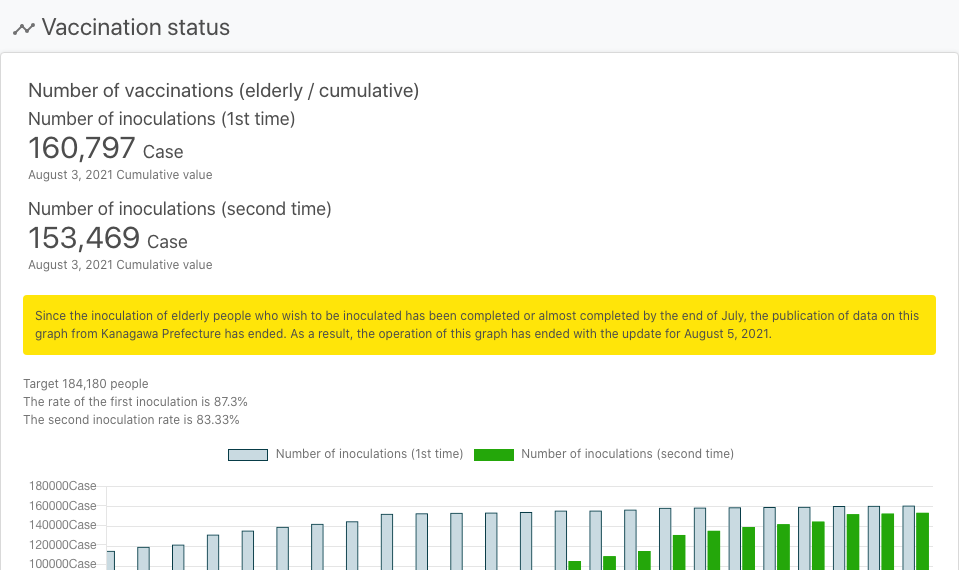 Vaccination status
Number of vaccinations (elderly / cumulative)
Number of inoculations (1st time)
160,797 Case
August 3, 2021 Cumulative value
Number of inoculations (second time)
153,469 Case
August 3, 2021 Cumulative value
Since the inoculation of elderly people who wish to be inoculated has been completed or almost completed by the end of July, the publication of data on this
graph from Kanagawa Prefecture has ended. As a result, the operation of this graph has ended with the update for August 5, 2021.
Target 184,180 people
The rate of the first inoculation is 87.3%
The second inoculation rate is 83.33%
Number of inoculations (1st time) Number of inoculations (second time)
180000Case
160000Case
140000Case
120000Case
100000Case